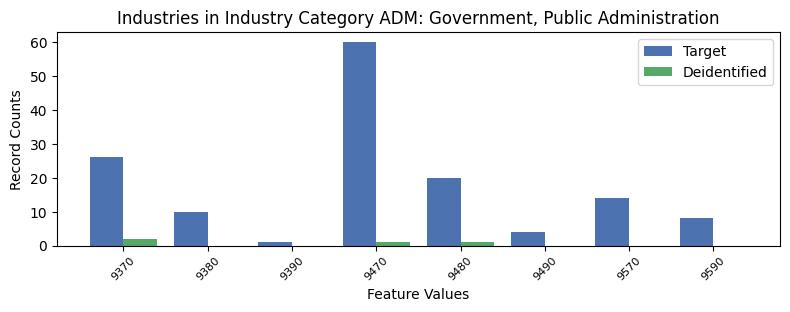 Industries in Industry Category ADM: Government, Public Administration
Target
Deidentified
Record Counts
60
50
40
30
20
10
0
9370 9380 9390 9470 9480 9490 9570 9590
Feature Values